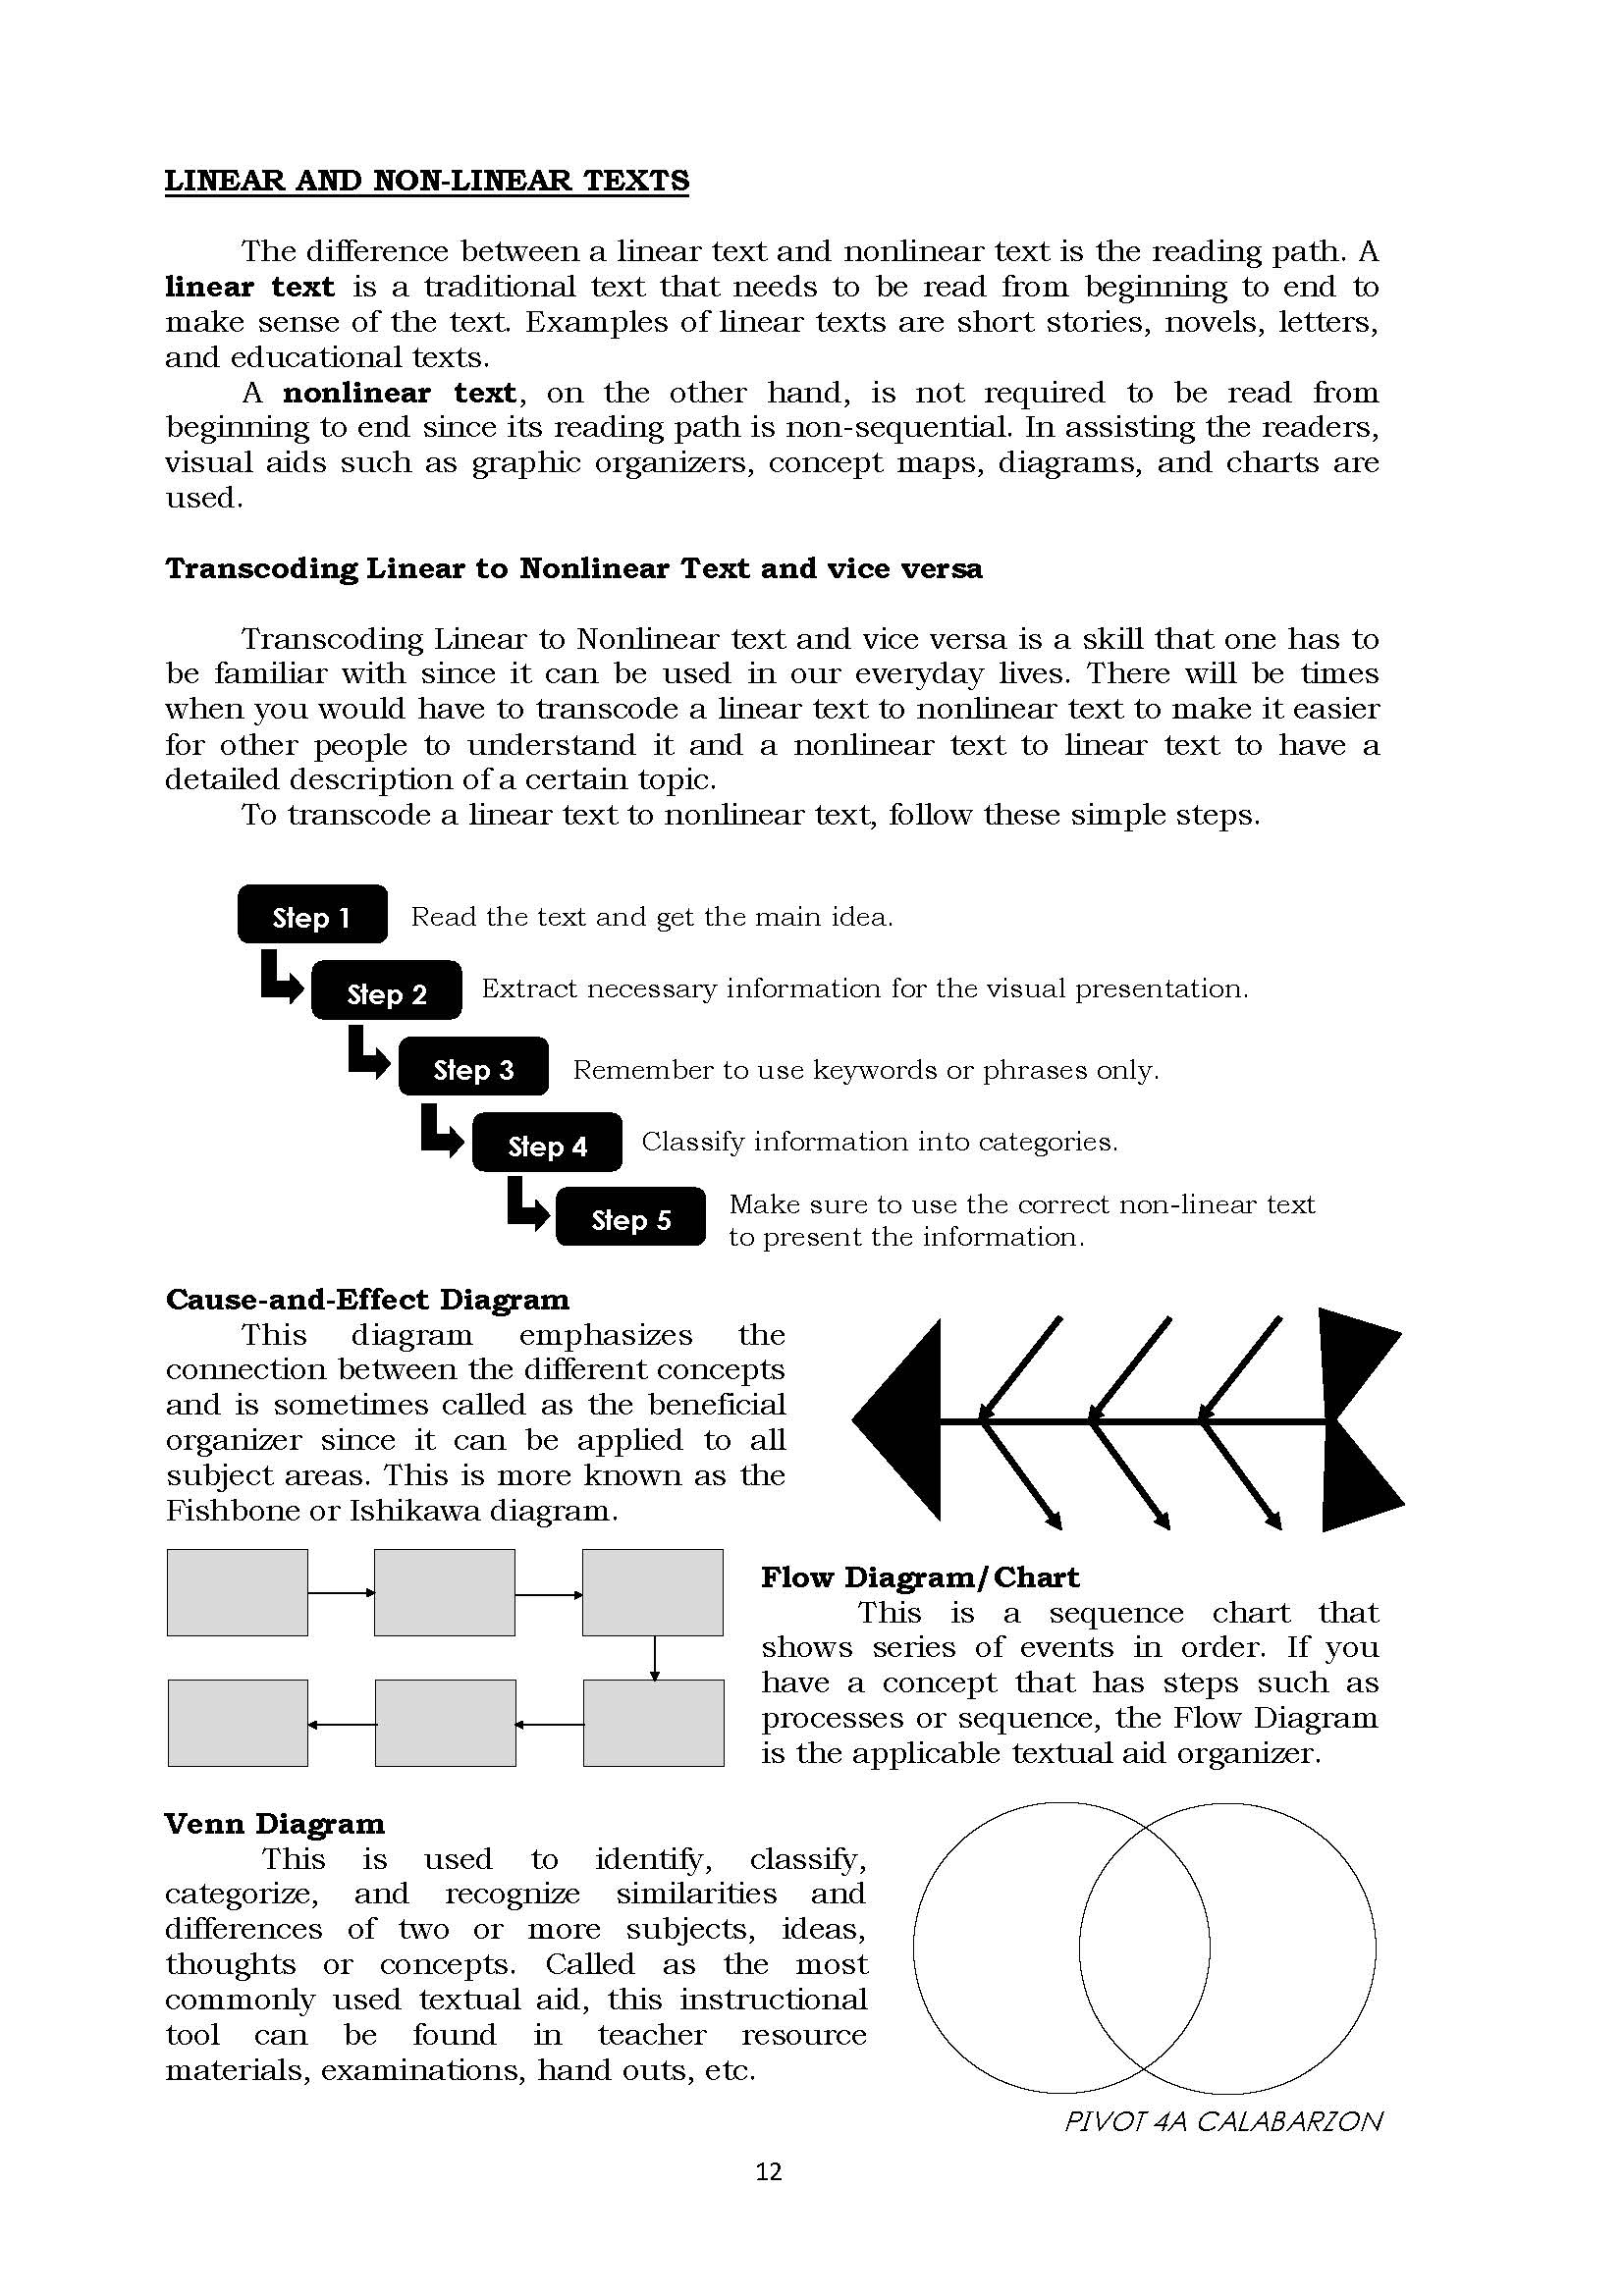 LINEAR AND NON-LINEAR TEXTS
The difference between a linear text and nonlinear text is the reading path. A
linear text is a traditional text that needs to be read from beginning to end to
make sense of the text. Examples of linear texts are short stories, novels, letters,
and educational texts.
A nonlinear text, on the other hand, is not required to be read from
beginning to end since its reading path is non-sequential. In assisting the readers,
visual aids such as graphic organizers, concept maps, diagrams, and charts are
used.
Transcoding Linear to Nonlinear Text and vice versa
Transcoding Linear to Nonlinear text and vice versa is a skill that one has to
be familiar with since it can be used in our everyday lives. There will be times
when you would have to transcode a linear text to nonlinear text to make it easier
for other people to understand it and a nonlinear text to linear text to have a
detailed description of a certain topic.
To transcode a linear text to nonlinear text, follow these simple steps.
Step 1 Read the text and get the main idea.
Step 2 Extract necessary information for the visual presentation.
Step 3 Remember to use keywords or phrases only.
Step 4 Classify information into categories.
Step 5 Make sure to use the correct non-linear text
to present the information.
Cause-and-Effect Diagram
This diagram emphasizes the
connection between the different concepts
and is sometimes called as the beneficial
organizer since it can be applied to all
subject areas. This is more known as the
Fishbone or Ishikawa diagram.
Flow Diagram/Chart
This is a sequence chart that
shows series of events in order. If you
have a concept that has steps such as
processes or sequence, the Flow Diagram
is the applicable textual aid organizer.
Venn Diagram
This is used to identify, classify,
categorize, and recognize similarities and
differences of two or more subjects, ideas,
thoughts or concepts. Called as the most
commonly used textual aid, this instructional
tool can be found in teacher resource
materials, examinations, hand outs, etc.
PIVOT 4A CALABARZON
12